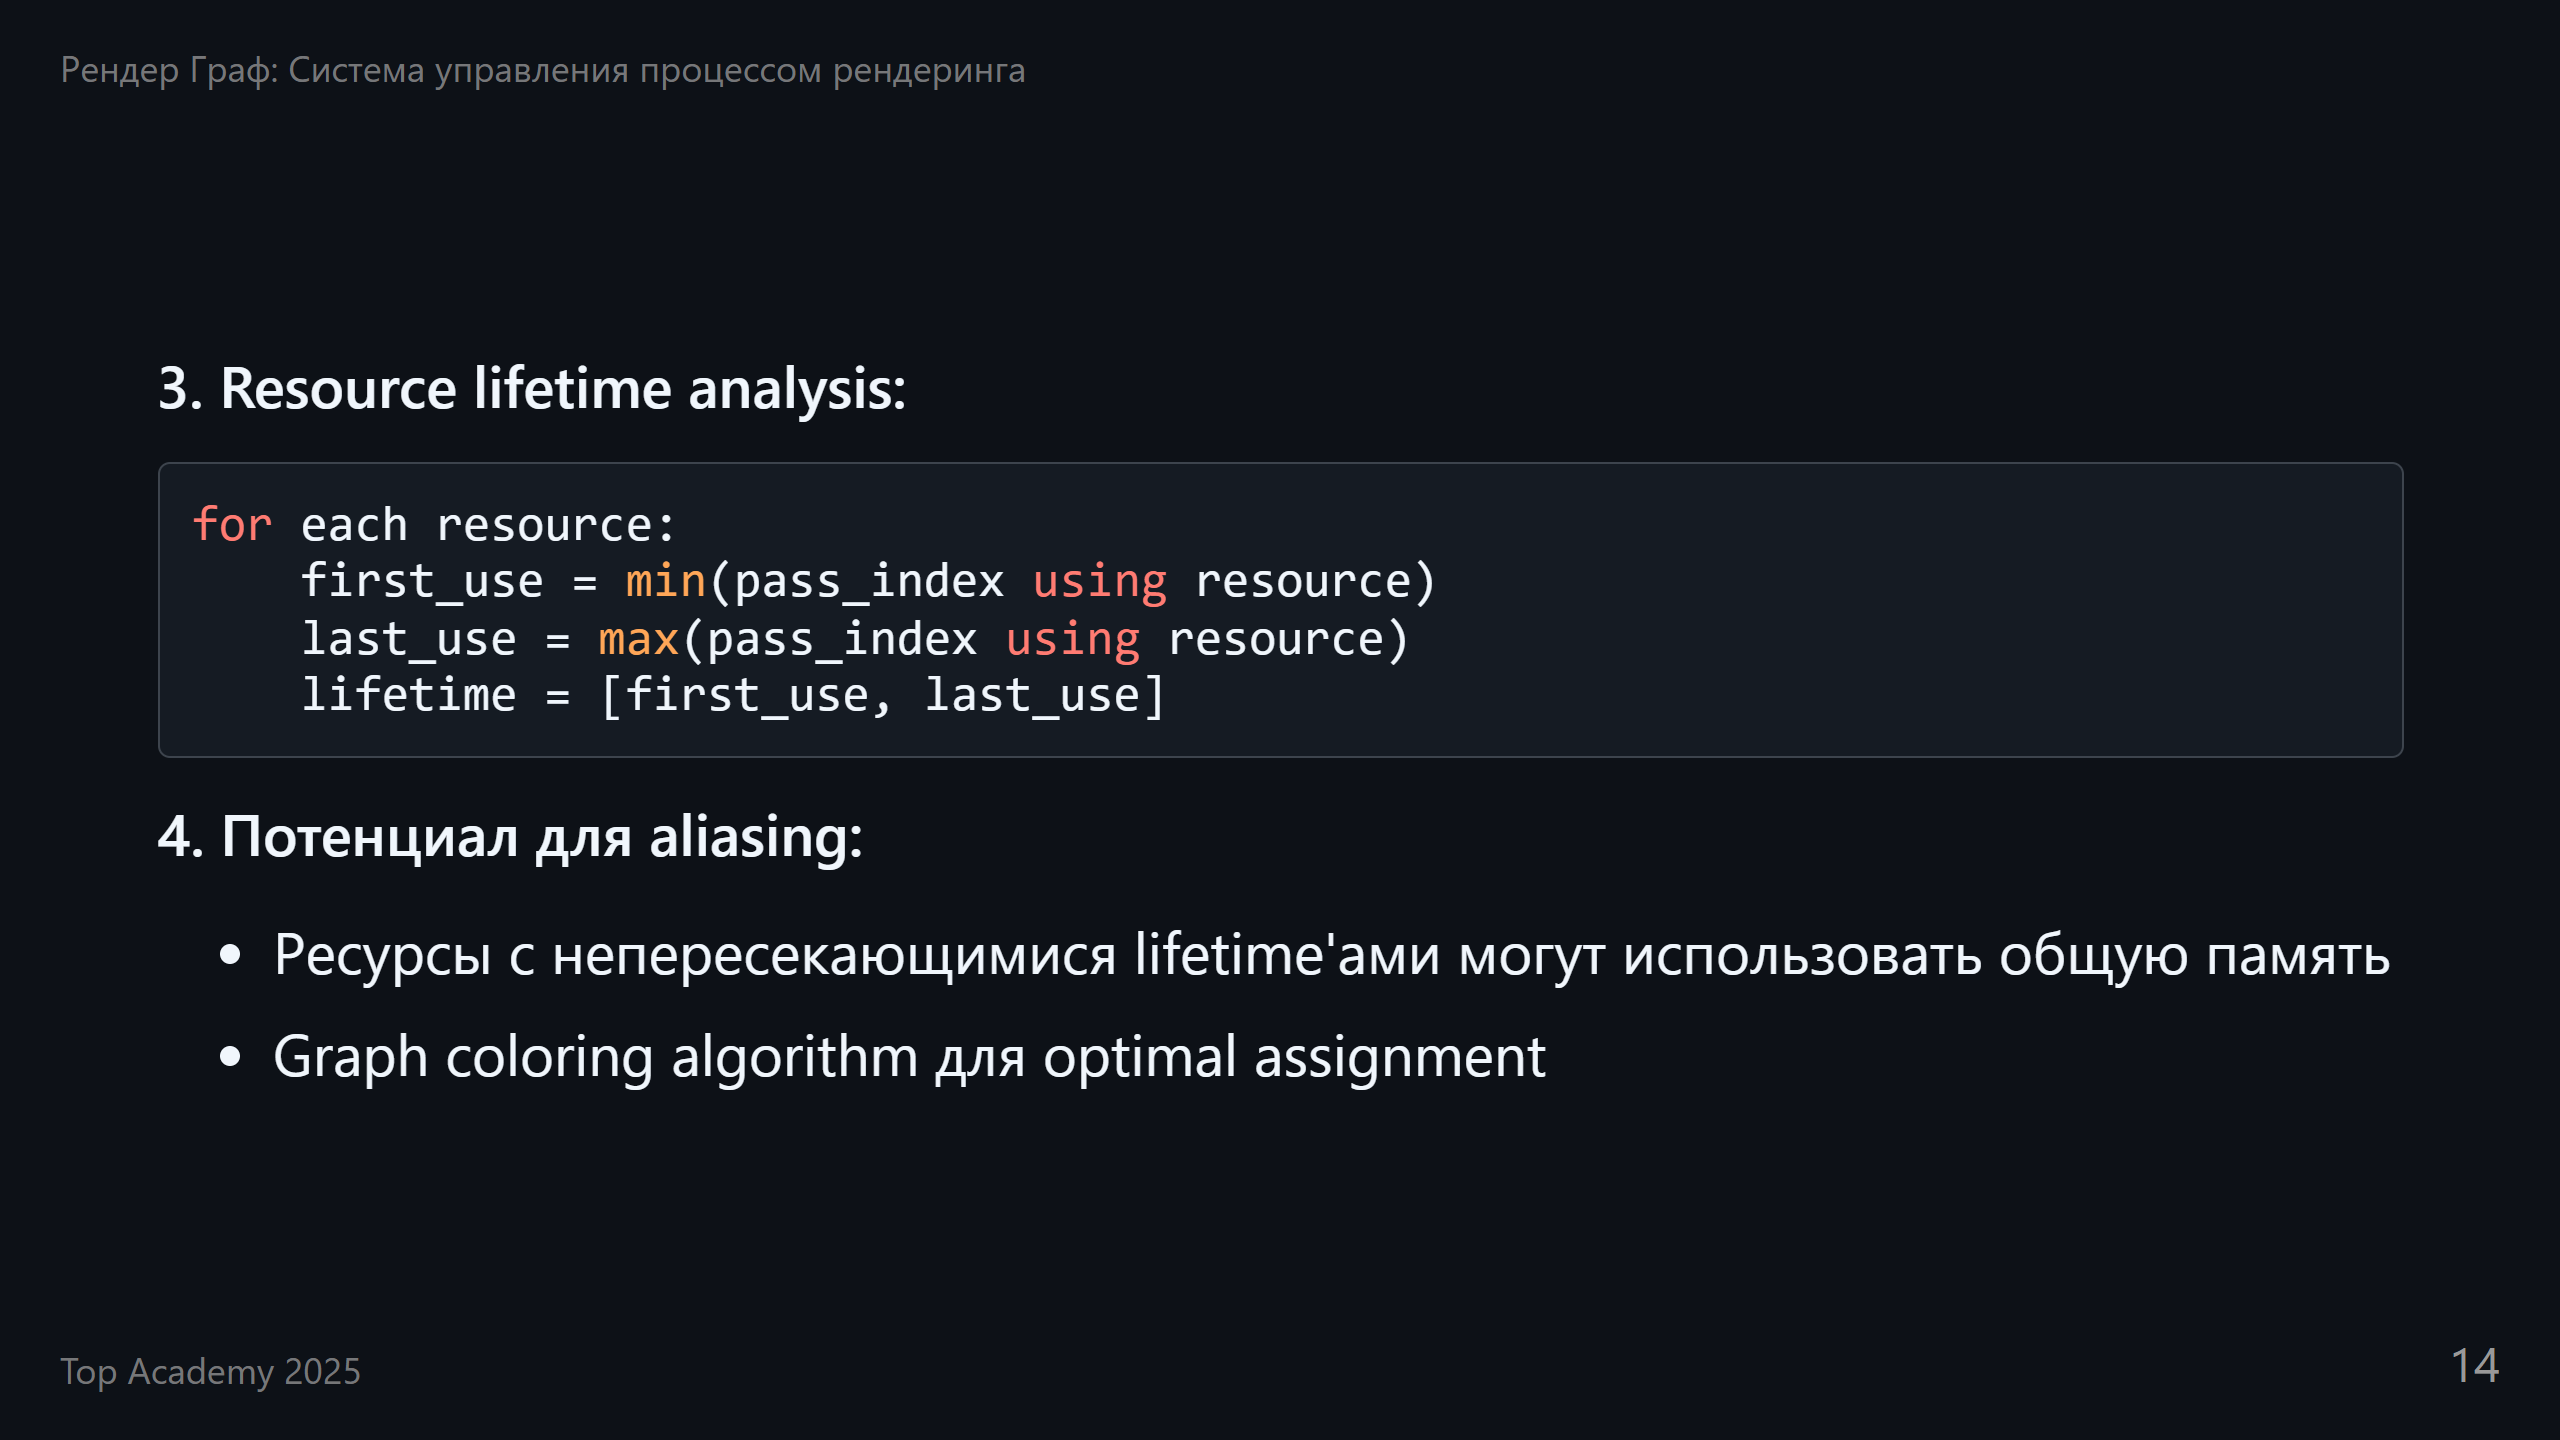 Рендер Граф: Система управления процессом рендеринга
3. Resource lifetime analysis:
for each resource:
    first_use = min(pass_index using resource)
    last_use = max(pass_index using resource)
    lifetime = [first_use, last_use]
4. Потенциал для aliasing:
• Ресурсы с непересекающимися lifetime'ами могут использовать общую память
• Graph coloring algorithm для optimal assignment
Top Academy 2025
14